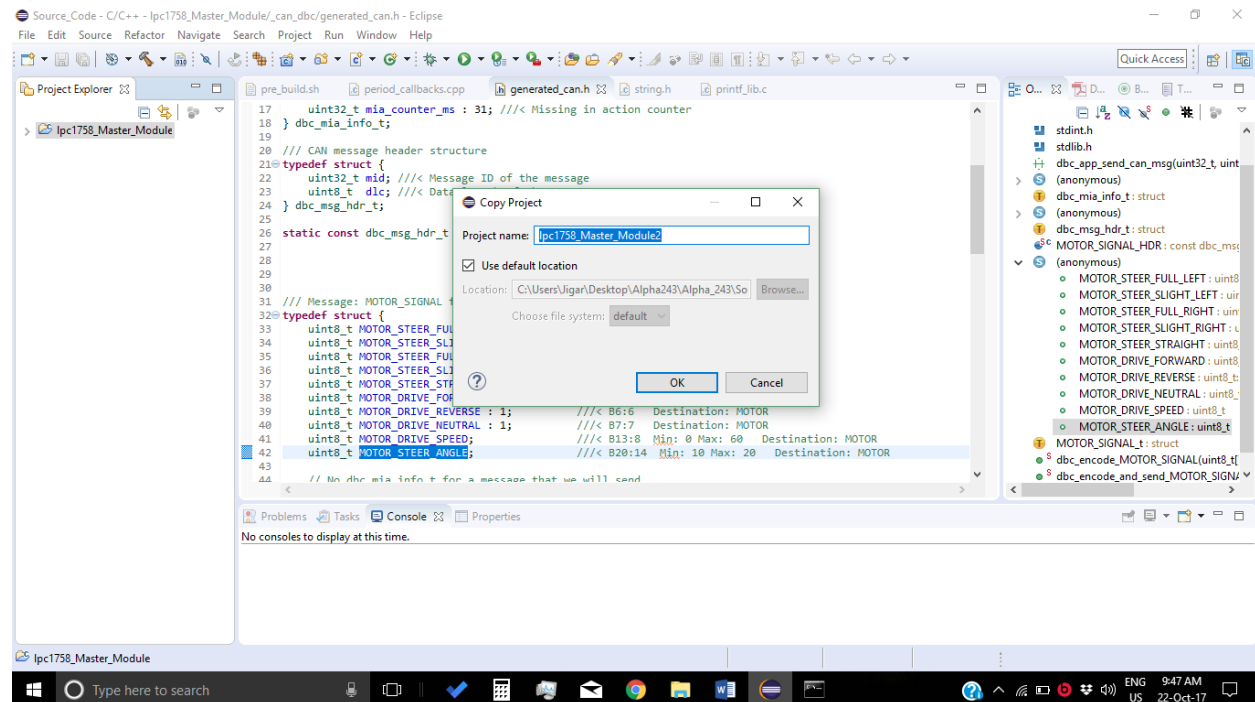 Source_Code - C/C++ - lpc1758_Master_Module/_can_dbc/generated_can.h - Eclipse
File Edit Source Refactor Navigate Search Project Run Window Help
Quick Access
Project Explorer
lpc1758_Master_Module
pre_build.sh period_callbacks.cpp generated_can.h string.h printf_lib.c
17 uint32_t mia_counter_ms : 31; ///< Missing in action counter
18 } dbc_mia_info_t;
19
20 /// CAN message header structure
21 typedef struct {
22 uint32_t mid; ///< Message ID of the message
23 uint8_t dlc; ///< Data
24 } dbc_msg_hdr_t;
25
26 static const dbc_msg_hdr_t
27
28
29
30
31 /// Message: MOTOR_SIGNAL
32 typedef struct {
33 uint8_t MOTOR_STEER_FUL
34 uint8_t MOTOR_STEER_SLI
35 uint8_t MOTOR_STEER_FUL
36 uint8_t MOTOR_STEER_SLI
37 uint8_t MOTOR_STEER_STR
38 uint8_t MOTOR_DRIVE_FOR
39 uint8_t MOTOR_DRIVE_REVERSE : 1; ///< B6:6 Destination: MOTOR
40 uint8_t MOTOR_DRIVE_NEUTRAL : 1; ///< B7:7 Destination: MOTOR
41 uint8_t MOTOR_DRIVE_SPEED; ///< B13:8 Min: 0 Max: 60 Destination: MOTOR
42 uint8_t MOTOR_STEER_ANGLE; ///< B20:14 Min: 10 Max: 20 Destination: MOTOR
43
44 // No dbc_mia_info_t for a message that we will send
Copy Project
Project name: lpc1758_Master_Module2
Use default location
Location: C:\Users\Jigar\Desktop\Alpha243\Alpha_243\So Browse...
Choose file system: default
OK Cancel
O... D... B... T...
stdint.h
stdlib.h
dbc_app_send_can_msg(uint32_t, uint
(anonymous)
dbc_mia_info_t : struct
(anonymous)
dbc_msg_hdr_t : struct
MOTOR_SIGNAL_HDR : const dbc_msg
(anonymous)
MOTOR_STEER_FULL_LEFT : uint8
MOTOR_STEER_SLIGHT_LEFT : uin
MOTOR_STEER_FULL_RIGHT : uin
MOTOR_STEER_SLIGHT_RIGHT : u
MOTOR_STEER_STRAIGHT : uint8
MOTOR_DRIVE_FORWARD : uint8
MOTOR_DRIVE_REVERSE : uint8_t
MOTOR_DRIVE_NEUTRAL : uint8_
MOTOR_DRIVE_SPEED : uint8_t
MOTOR_STEER_ANGLE : uint8_t
MOTOR_SIGNAL_t : struct
dbc_encode_MOTOR_SIGNAL(uint8_t[
dbc_encode_and_send_MOTOR_SIGNA
Problems Tasks Console Properties
No consoles to display at this time.
lpc1758_Master_Module
Type here to search
ENG 9:47 AM
US 22-Oct-17